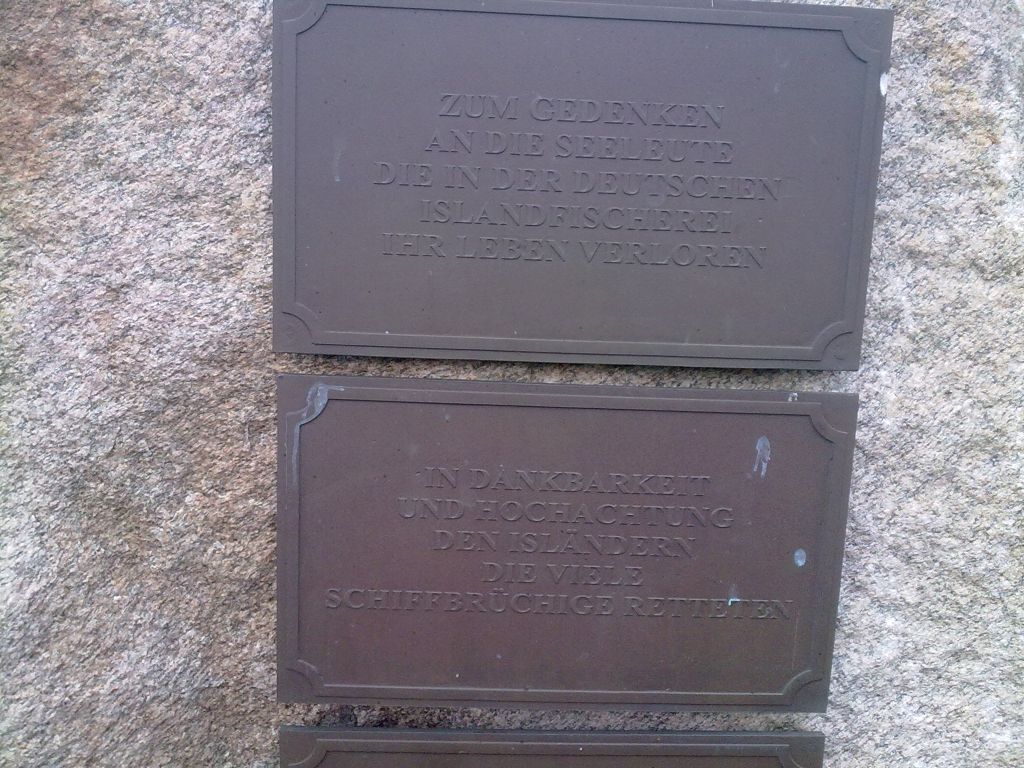 ZUM GEDENKEN
AN DIE SEELEUTE
DIE IN DER DEUTSCHEN
ISLANDFISCHEREI
IHR LEBEN VERLOREN
IN DANKBARKEIT
UND HOCHACHTUNG
DEN ISLÄNDERN
DIE VIELE
SCHIFFBRÜCHIGE RETTETEN